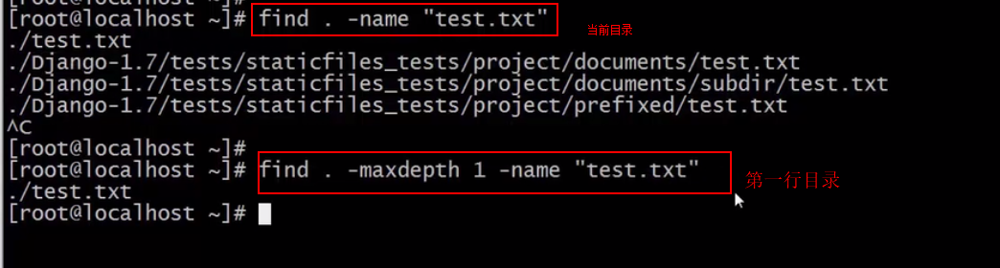 [root@localhost ~]# find . -name "test.txt"
当前目录
./test.txt
./Django-1.7/tests/staticfiles_tests/project/documents/test.txt
./Django-1.7/tests/staticfiles_tests/project/documents/subdir/test.txt
./Django-1.7/tests/staticfiles_tests/project/prefixed/test.txt
^C
[root@localhost ~]#
[root@localhost ~]# find . -maxdepth 1 -name "test.txt"
第一行目录
./test.txt
[root@localhost ~]#